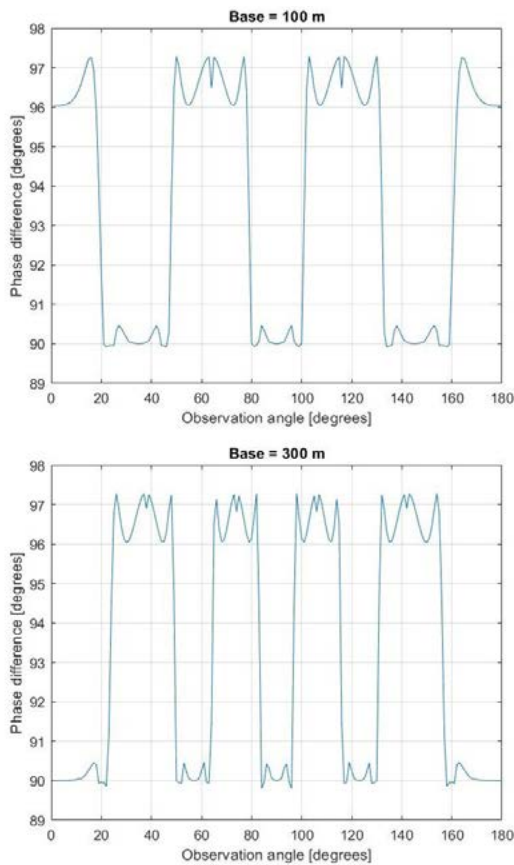 Base = 100 m
98
97
96
95
94
93
92
91
90
89
0 20 40 60 80 100 120 140 160 180
Phase difference [degrees]
Observation angle [degrees]
Base = 300 m
98
97
96
95
94
93
92
91
90
89
0 20 40 60 80 100 120 140 160 180
Phase difference [degrees]
Observation angle [degrees]